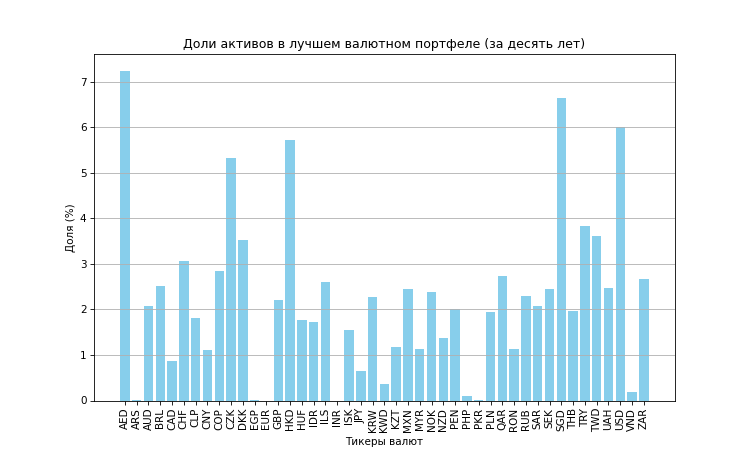 Доли активов в лучшем валютном портфеле (за десять лет)
Доля (%)
7
6
5
4
3
2
1
0
AED ARS AUD BRL CAD CHF CLP CNY COP CZK DKK EGP EUR GBP HKD HUF IDR ILS INR ISK JPY KRW KWD KZT MXN MYR NOK NZD PEN PHP PKR PLN QAR RON RUB SAR SEK SGD THB TRY TWD UAH USD VND ZAR
Тикеры валют